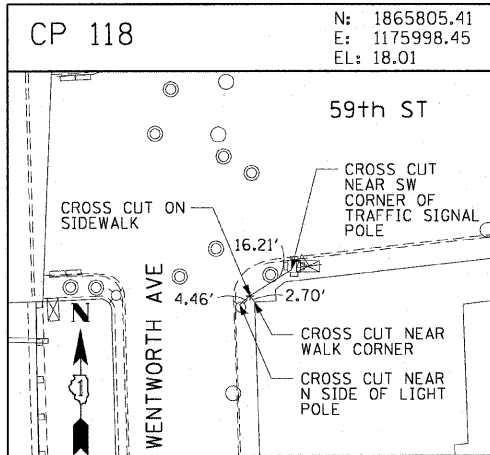 CP 118
N: 1865805.41
E: 1175998.45
EL: 18.01
59th ST
CROSS CUT
NEAR SW
CORNER OF
TRAFFIC SIGNAL
POLE
CROSS CUT ON
SIDEWALK
16.21'
4.46'
2.70'
WENTWORTH AVE
N
CROSS CUT NEAR
WALK CORNER
CROSS CUT NEAR
N SIDE OF LIGHT
POLE